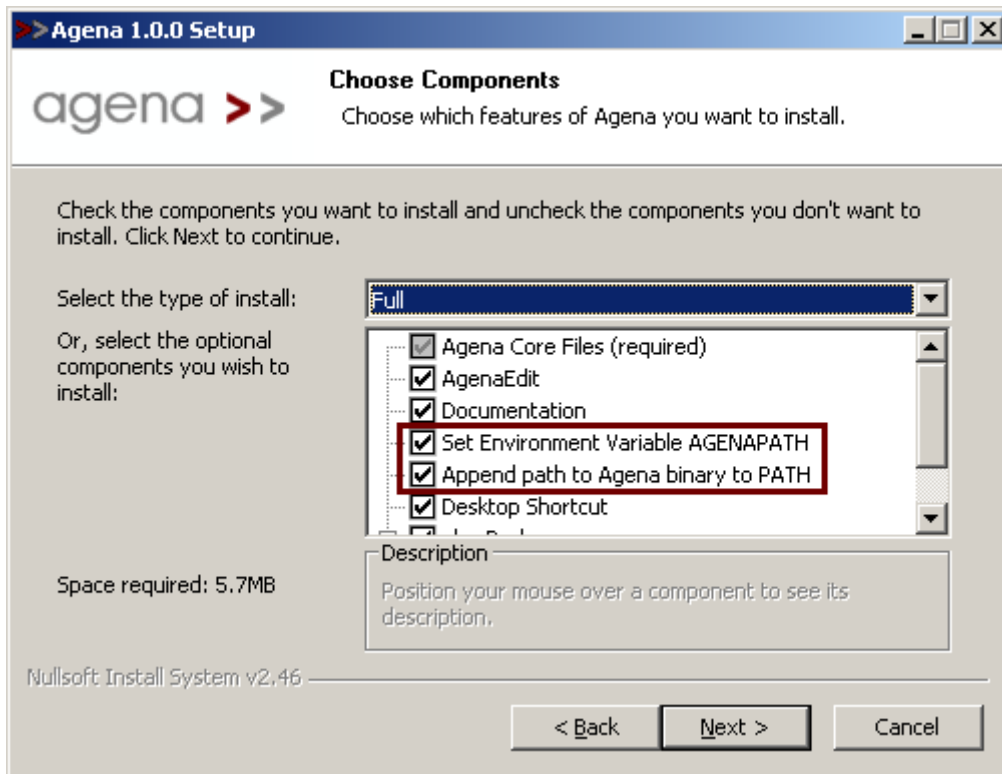 Agena 1.0.0 Setup
agena >>
Choose Components
Choose which features of Agena you want to install.
Check the components you want to install and uncheck the components you don't want to
install. Click Next to continue.
Select the type of install:
Full
Or, select the optional
components you wish to
install:
Agena Core Files (required)
AgenaEdit
Documentation
Set Environment Variable AGENAPATH
Append path to Agena binary to PATH
Desktop Shortcut
Space required: 5.7MB
Description
Position your mouse over a component to see its
description.
Nullsoft Install System v2.46
< Back
Next >
Cancel